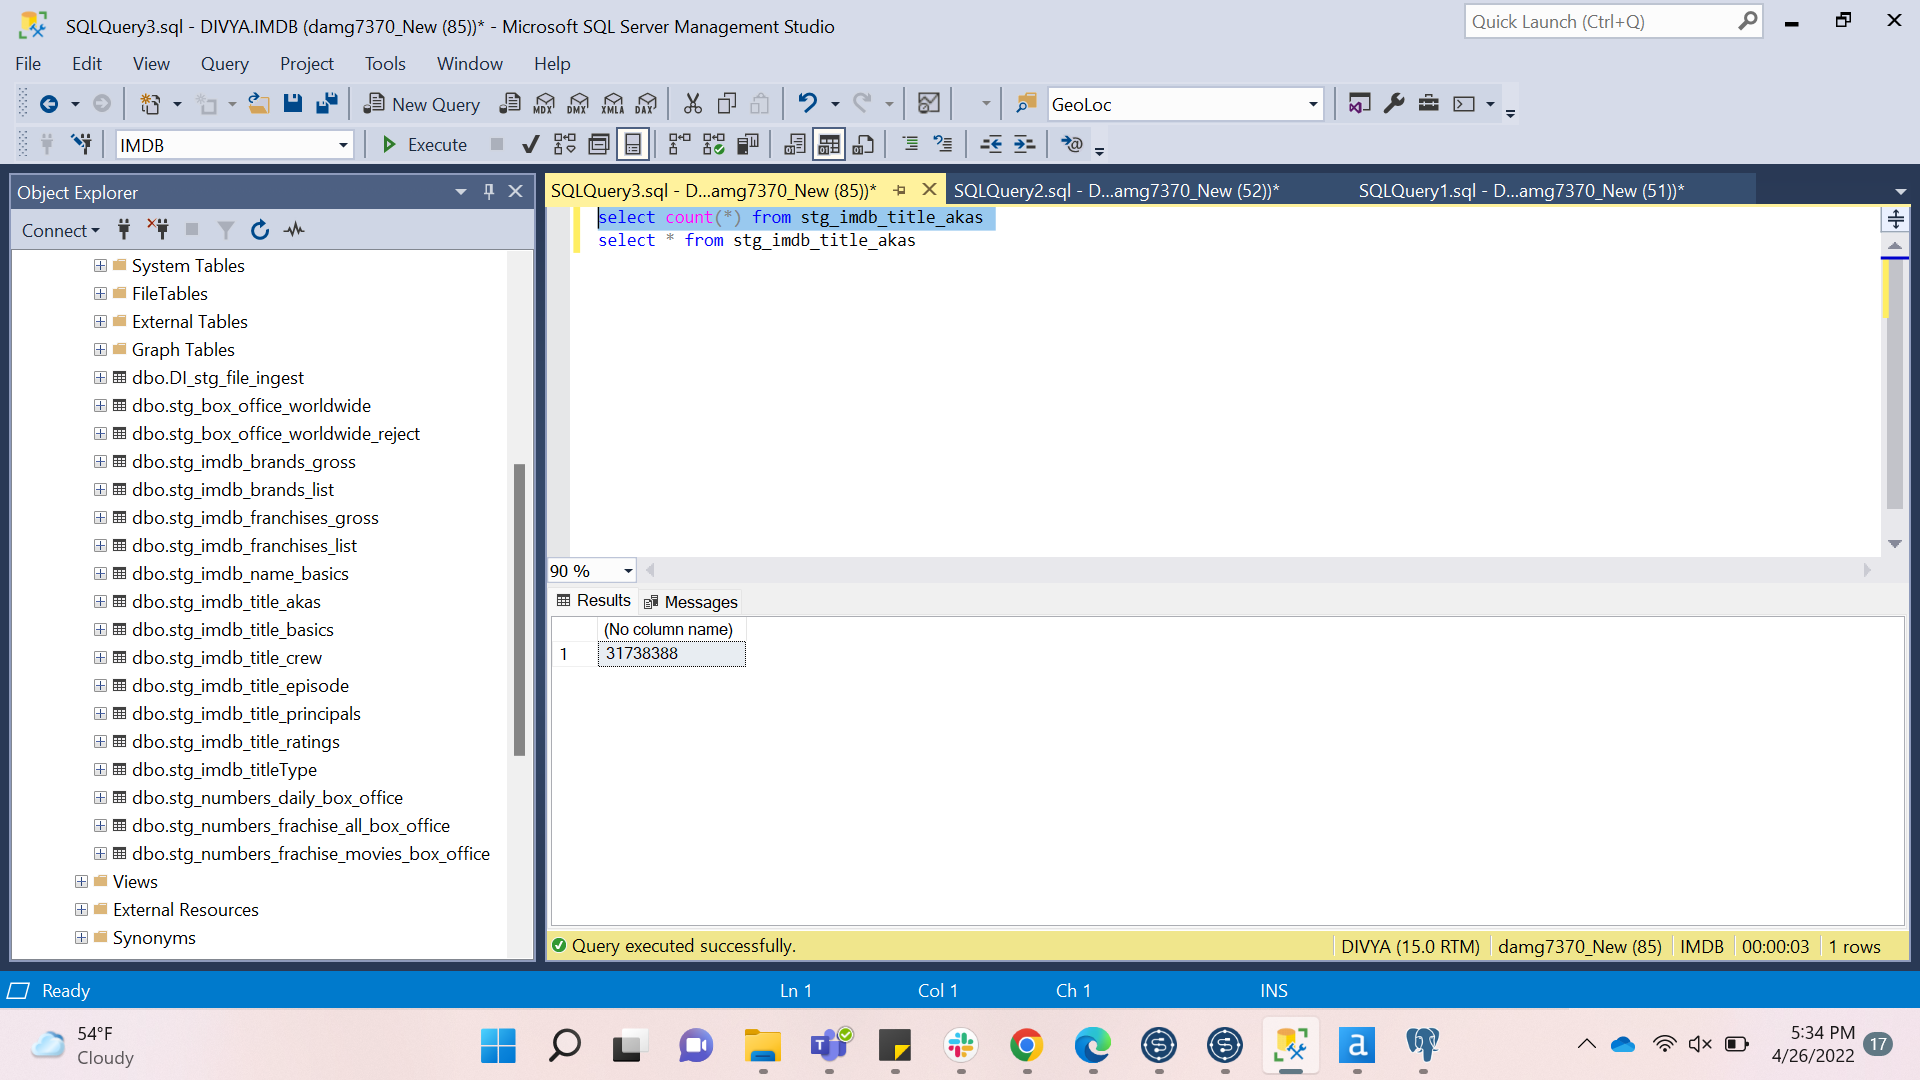 SQLQuery3.sql - DIVYA.IMDB (damg7370_New (85))* - Microsoft SQL Server Management Studio
Quick Launch (Ctrl+Q)
File Edit View Query Project Tools Window Help
New Query MDX DMX XMLA DAX GeoLoc
IMDB Execute
Object Explorer
Connect
System Tables
FileTables
External Tables
Graph Tables
dbo.DI_stg_file_ingest
dbo.stg_box_office_worldwide
dbo.stg_box_office_worldwide_reject
dbo.stg_imdb_brands_gross
dbo.stg_imdb_brands_list
dbo.stg_imdb_franchises_gross
dbo.stg_imdb_franchises_list
dbo.stg_imdb_name_basics
dbo.stg_imdb_title_akas
dbo.stg_imdb_title_basics
dbo.stg_imdb_title_crew
dbo.stg_imdb_title_episode
dbo.stg_imdb_title_principals
dbo.stg_imdb_title_ratings
dbo.stg_imdb_titleType
dbo.stg_numbers_daily_box_office
dbo.stg_numbers_frachise_all_box_office
dbo.stg_numbers_frachise_movies_box_office
Views
External Resources
Synonyms
SQLQuery3.sql - D...amg7370_New (85))* SQLQuery2.sql - D...amg7370_New (52))* SQLQuery1.sql - D...amg7370_New (51))*
select count(*) from stg_imdb_title_akas
select * from stg_imdb_title_akas
90 %
Results Messages
(No column name)
1 31738388
Query executed successfully. DIVYA (15.0 RTM) damg7370_New (85) IMDB 00:00:03 1 rows
Ready Ln 1 Col 1 Ch 1 INS
54°F
Cloudy
5:34 PM
4/26/2022
17